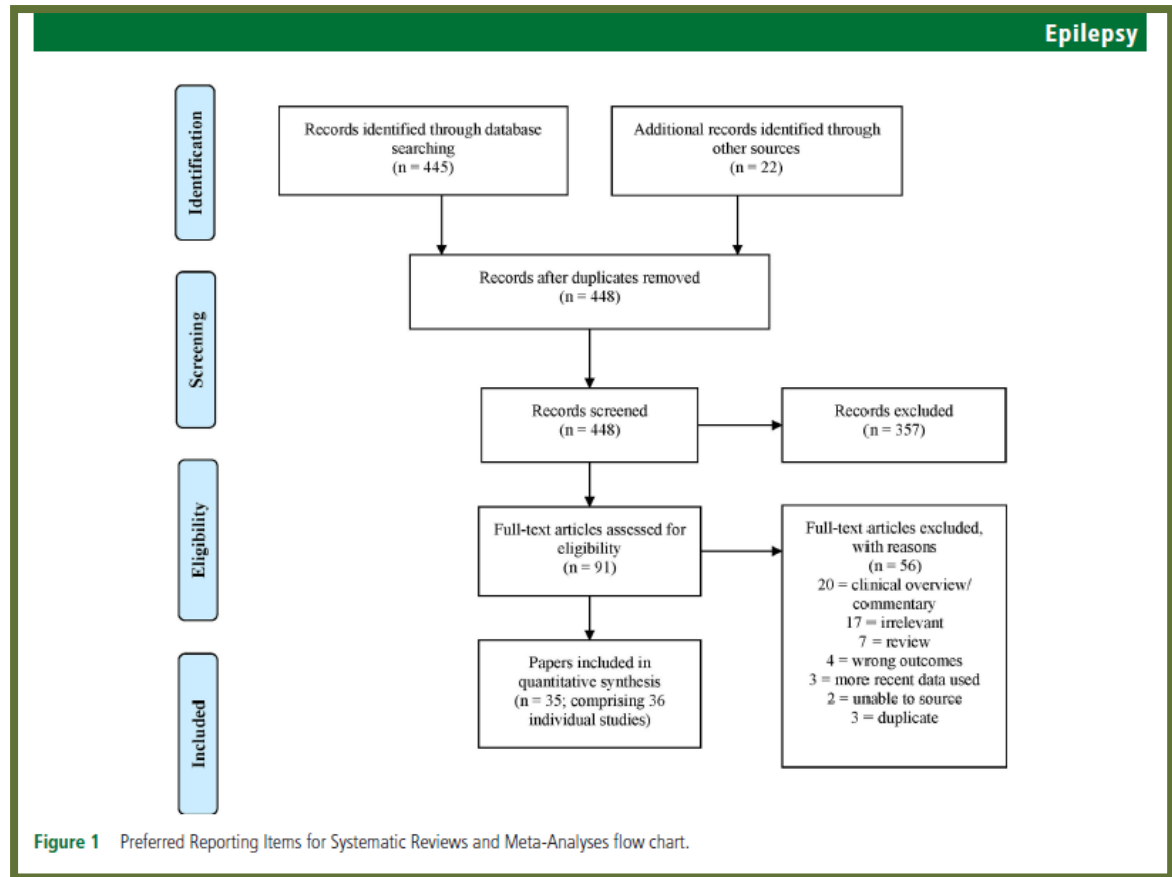 Epilepsy
Identification
Records identified through database
searching
(n = 445)
Additional records identified through
other sources
(n = 22)
Screening
Records after duplicates removed
(n = 448)
Records screened
(n = 448)
Records excluded
(n = 357)
Eligibility
Full-text articles assessed for
eligibility
(n = 91)
Full-text articles excluded,
with reasons
(n = 56)
20 = clinical overview/
commentary
17 = irrelevant
7 = review
4 = wrong outcomes
3 = more recent data used
2 = unable to source
3 = duplicate
Included
Papers included in
quantitative synthesis
(n = 35; comprising 36
individual studies)
Figure 1 Preferred Reporting Items for Systematic Reviews and Meta-Analyses flow chart.